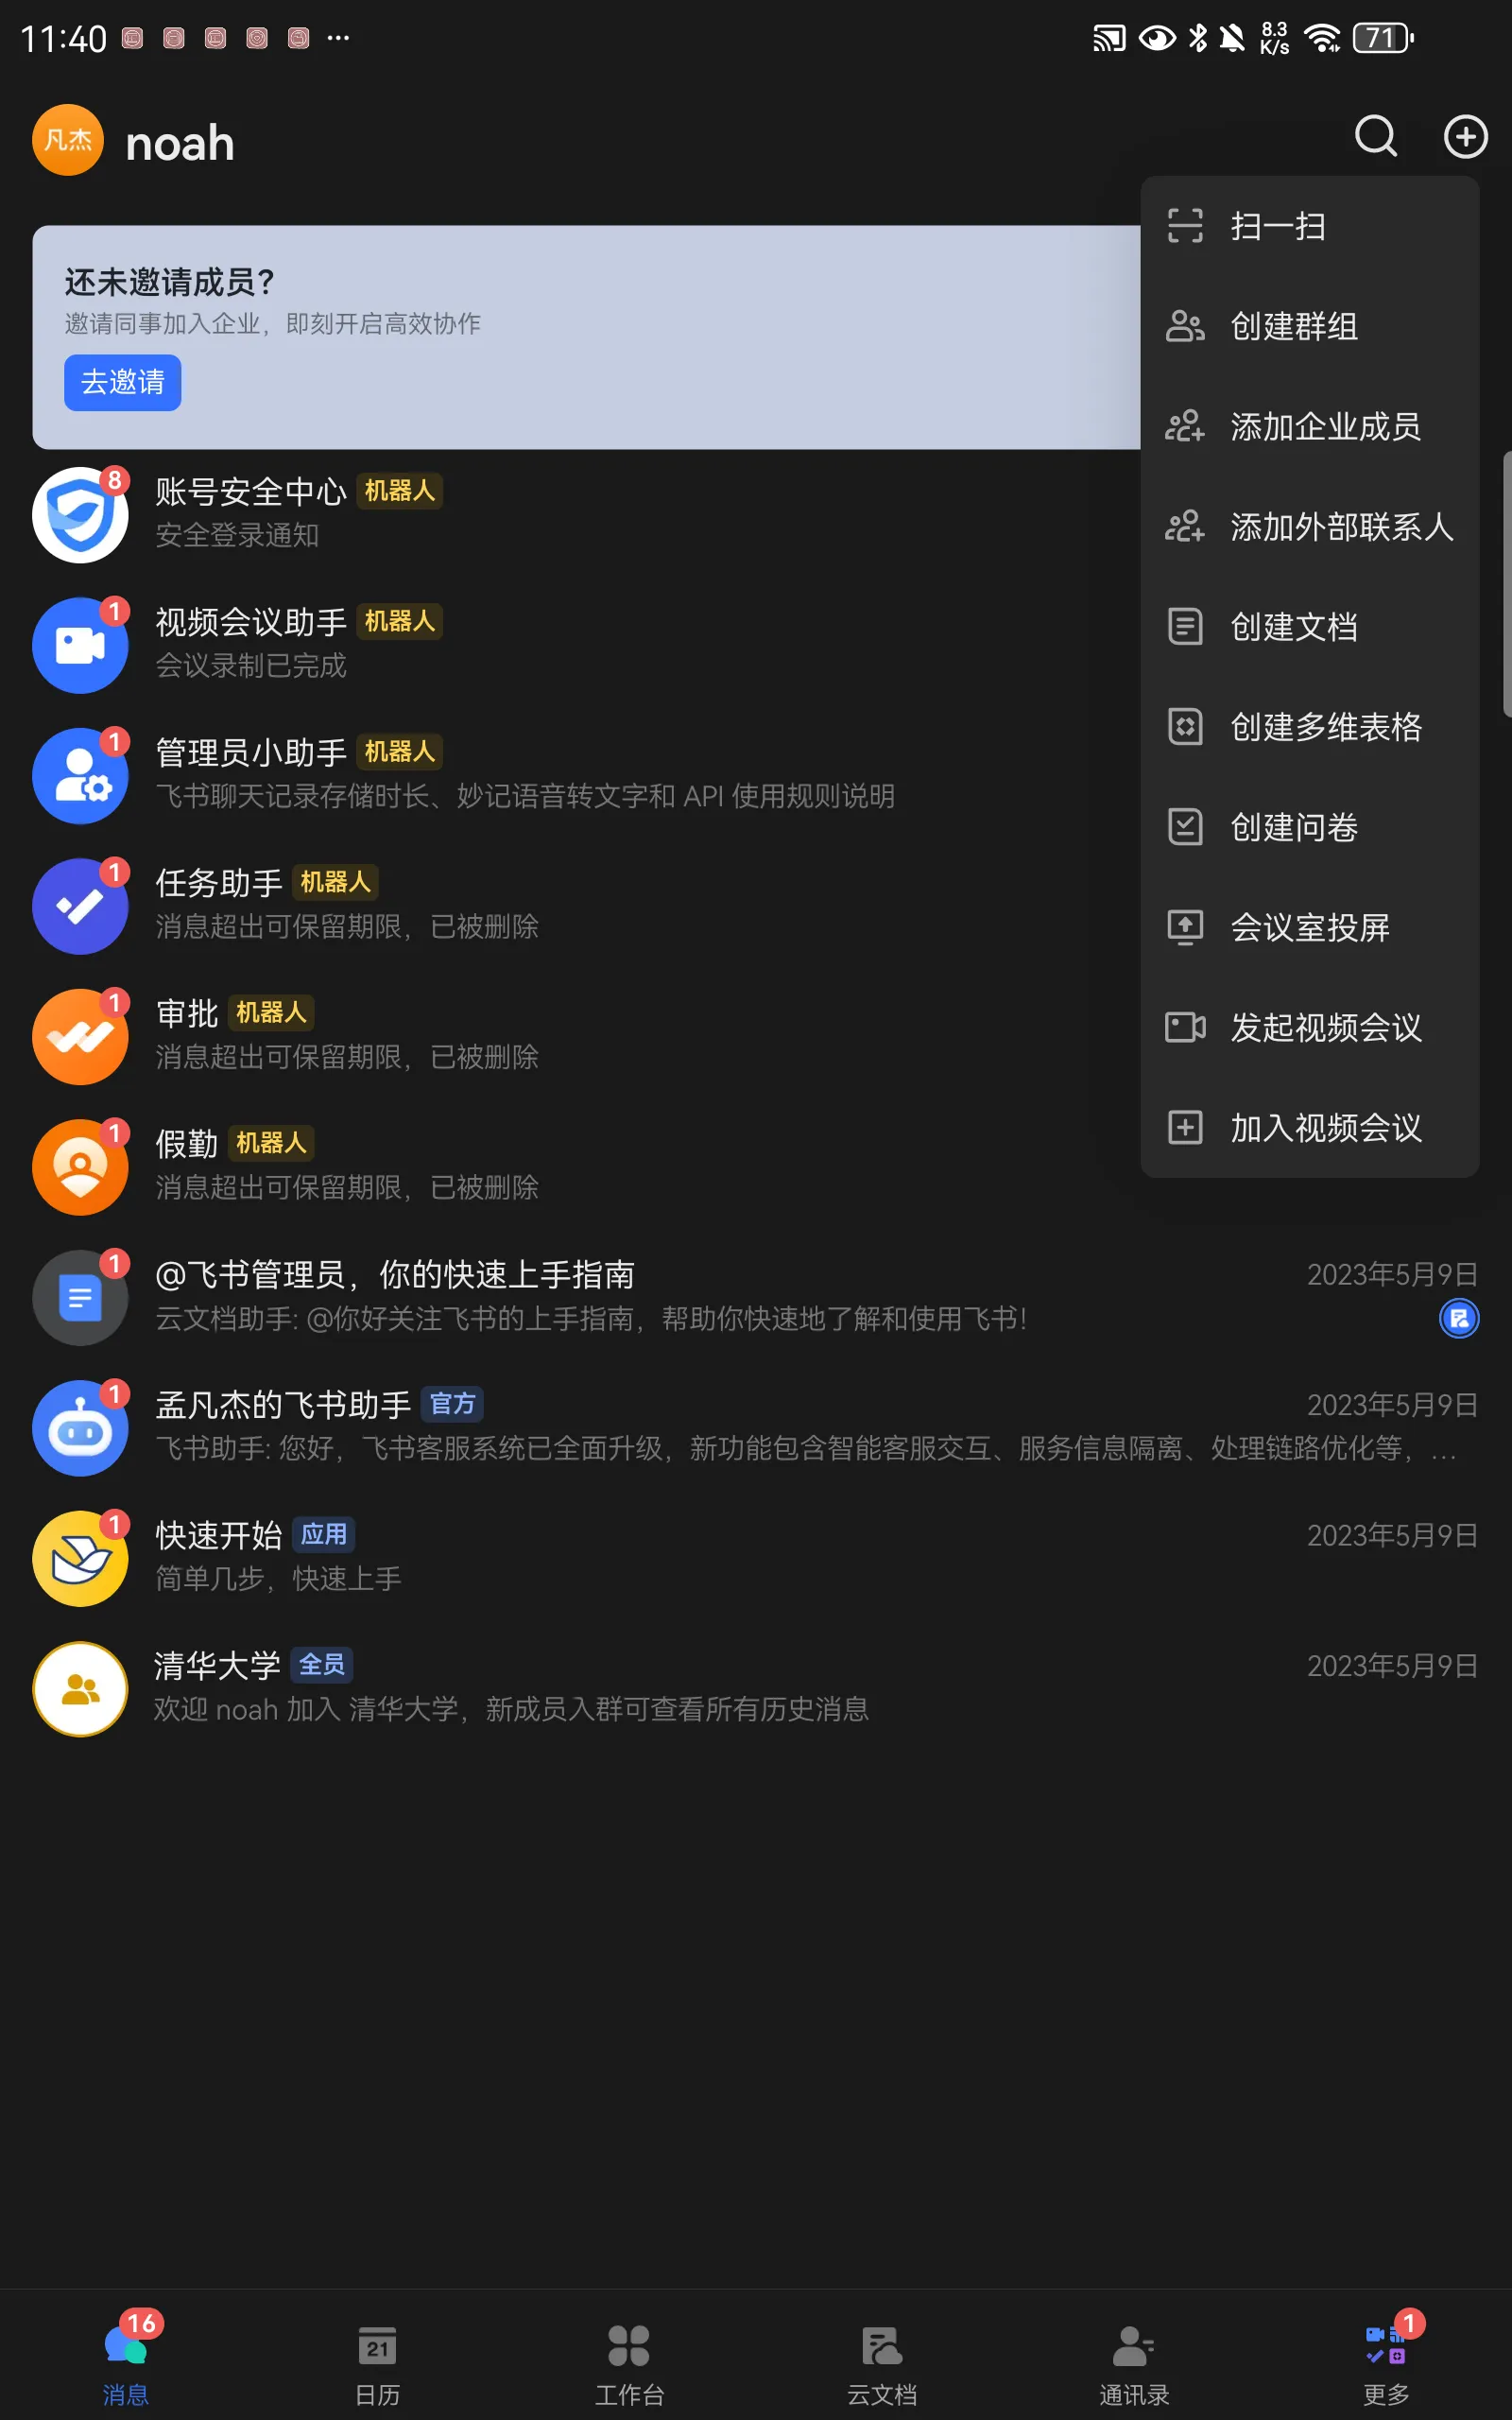 11:40
8.3
K/s
71
凡杰
noah
还未邀请成员？
邀请同事加入企业，即刻开启高效协作
去邀请
扫一扫
创建群组
添加企业成员
添加外部联系人
创建文档
创建多维表格
创建问卷
会议室投屏
发起视频会议
加入视频会议
8
账号安全中心 机器人
安全登录通知
1
视频会议助手 机器人
会议录制已完成
1
管理员小助手 机器人
飞书聊天记录存储时长、妙记语音转文字和 API 使用规则说明
1
任务助手 机器人
消息超出可保留期限，已被删除
1
审批 机器人
消息超出可保留期限，已被删除
1
假勤 机器人
消息超出可保留期限，已被删除
1
@飞书管理员，你的快速上手指南 2023年5月9日
云文档助手: @你好关注飞书的上手指南，帮助你快速地了解和使用飞书！
1
孟凡杰的飞书助手 官方 2023年5月9日
飞书助手: 您好，飞书客服系统已全面升级，新功能包含智能客服交互、服务信息隔离、处理链路优化等，…
1
快速开始 应用 2023年5月9日
简单几步，快速上手
清华大学 全员 2023年5月9日
欢迎 noah 加入 清华大学，新成员入群可查看所有历史消息
16
消息
21
日历
工作台
云文档
通讯录
1
更多